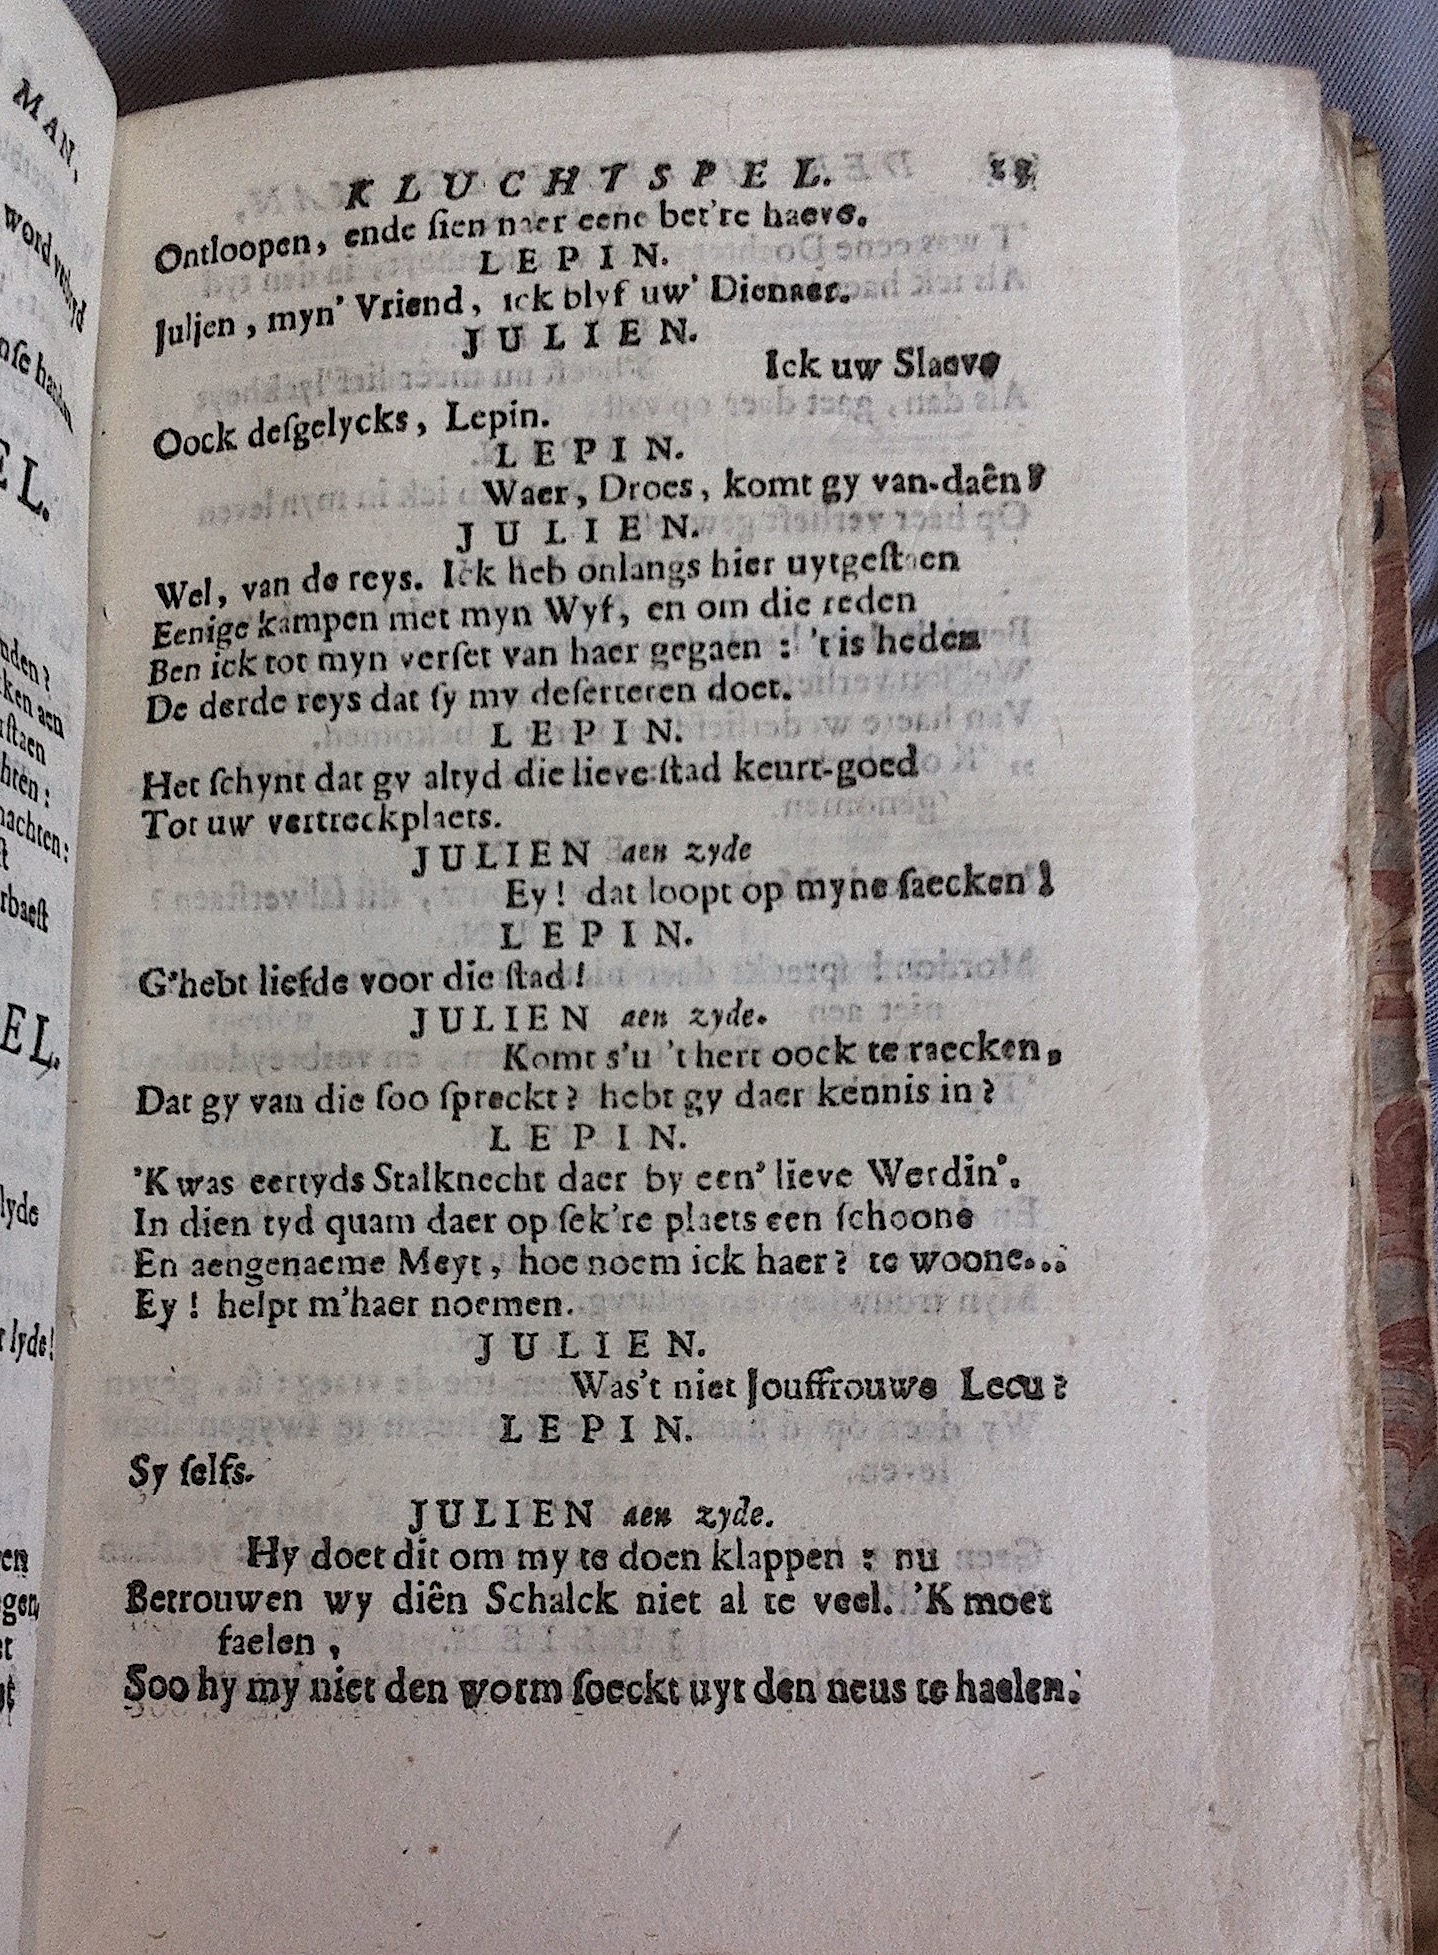 MAN,
word
EL.
EL.
lyde
lyde!
KLUCHTSPEL.
Ontloopen, ende ſien naer eene bet're haeve.
LEPIN.
Juljen, myn' Vriend, ick blyf uw' Dienaer.
JULIEN.
Ick uw Slaeve
Oock deſgelycks, Lepin.
LEPIN.
Waer, Droes, komt gy van-daên?
JULIEN.
Wel, van de reys. Ick heb onlangs hier uytgeſtaen
Eenige kampen met myn Wyf, en om die reden
Ben ick tot myn verſet van haer gegaen : 't is heden
De derde reys dat ſy my deſerteren doet.
LEPIN.
Het ſchynt dat gy altyd die lieve ſtad keurt-goed
Tot uw vertreckplaets.
JULIEN aen zyde
Ey! dat loopt op myne ſaecken!
LEPIN.
G'hebt liefde voor die ſtad!
JULIEN aen zyde.
Komt s'u 't hert oock te raecken,
Dat gy van die ſoo ſpreckt? hebt gy daer kennis in?
LEPIN.
'K was eertyds Stalknecht daer by een' lieve Werdin'.
In dien tyd quam daer op ſek're plaets een ſchoone
En aengenaeme Meyt, hoe noem ick haer? te woone...
Ey! helpt m'haer noemen.
JULIEN.
Was't niet Jouffrouwe Lecu?
LEPIN.
Sy ſelfs.
JULIEN aen zyde.
Hy doet dit om my te doen klappen : nu
Betrouwen wy diên Schalck niet al te veel. 'K moet
faelen,
Soo hy my niet den worm ſoeckt uyt den neus te haelen.